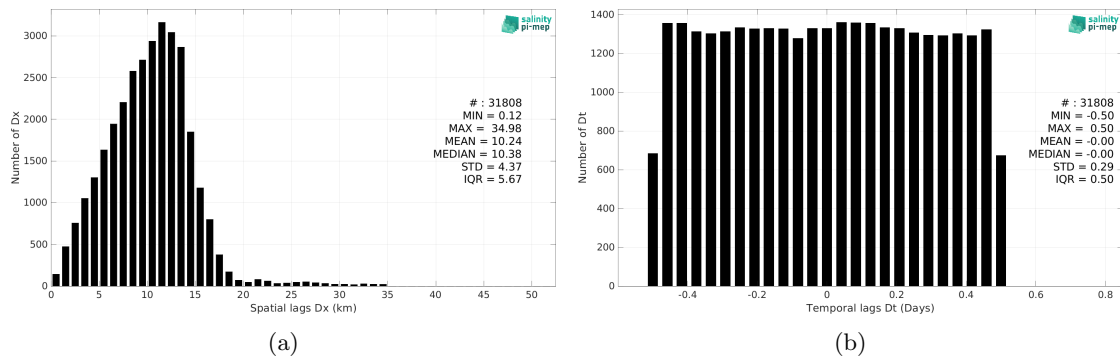 3000
2500
2000
1500
1000
500
0
Number of Dx
salinity
pi-mep
# : 31808
MIN = 0.12
MAX =  34.98
MEAN = 10.24
MEDIAN = 10.38
STD = 4.37
IQR = 5.67
0 5 10 15 20 25 30 35 40 45 50
Spatial lags Dx (km)
(a)
1400
1200
1000
800
600
400
200
0
Number of Dt
salinity
pi-mep
# : 31808
MIN = -0.50
MAX = 0.50
MEAN = -0.00
MEDIAN = -0.00
STD = 0.29
IQR = 0.50
-0.4 -0.2 0 0.2 0.4 0.6 0.8
Temporal lags Dt (Days)
(b)